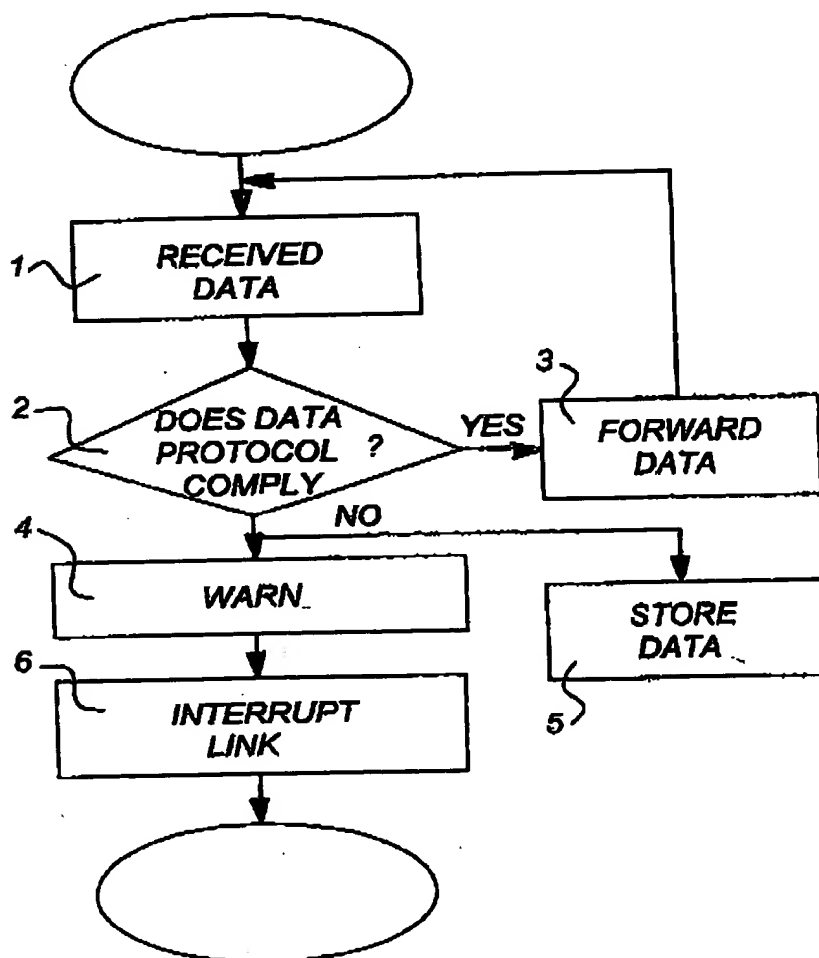 1
RECEIVED
DATA
2
DOES DATA
PROTOCOL ?
COMPLY
YES
3
FORWARD
DATA
NO
4
WARN
5
STORE
DATA
6
INTERRUPT
LINK